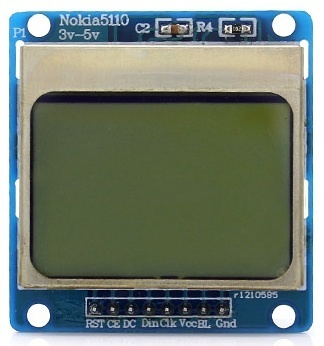 Nokia5110
C2
R4
P1
3v-5v
r1210585
RST CE DC Din Clk Vcc BL Gnd